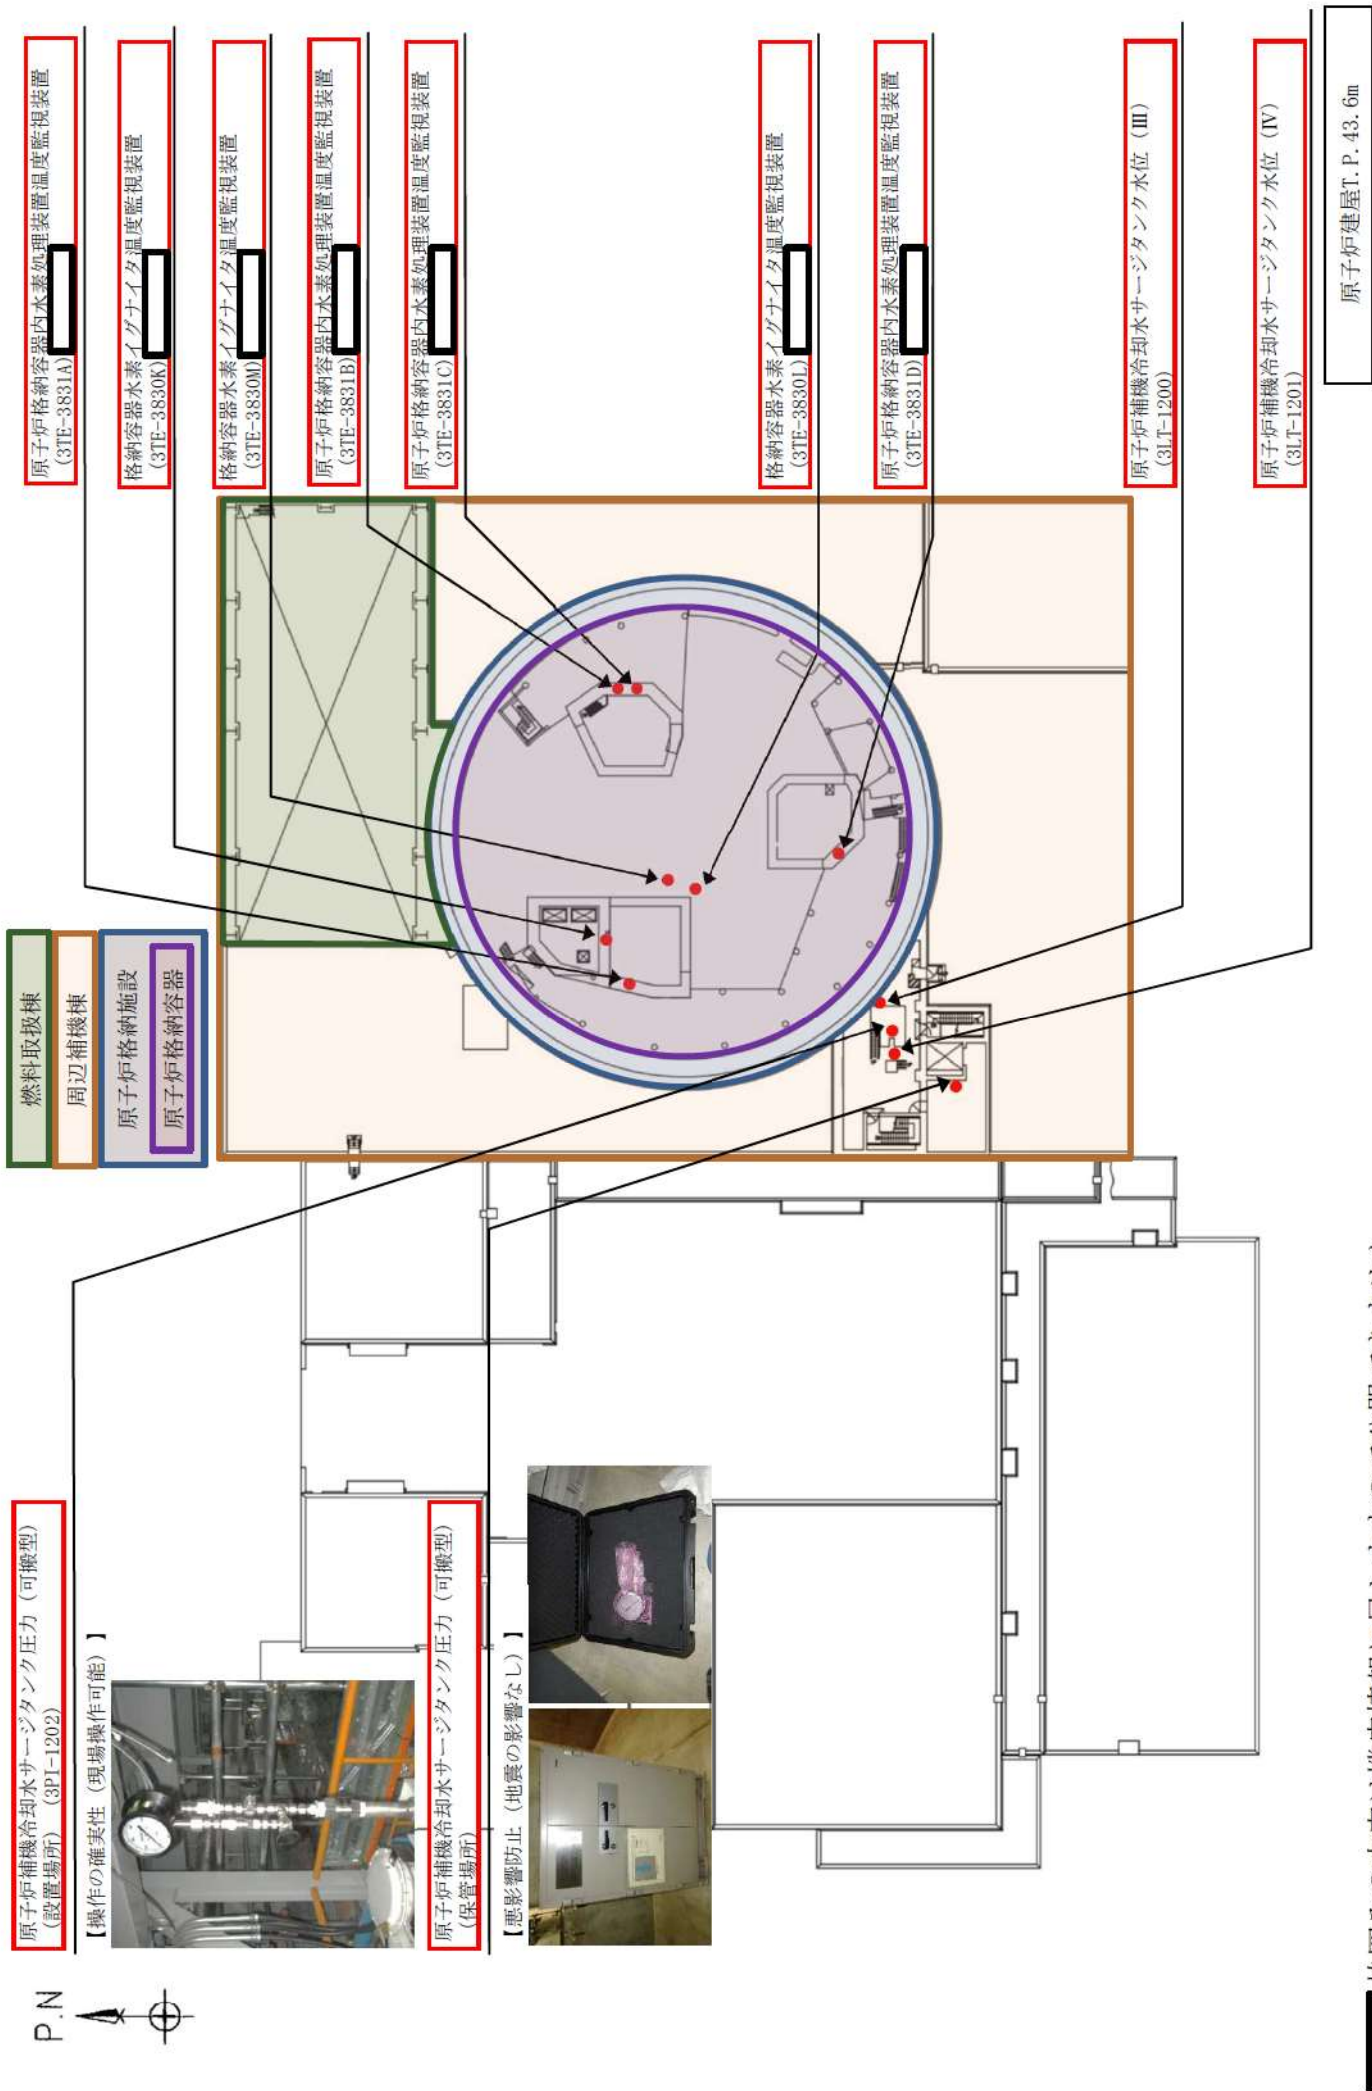 P.N
原子炉補機冷却水サージタンク圧力（可搬型）
（設置場所）（3PI-1202）
【操作の確実性（現場操作可能）】
原子炉補機冷却水サージタンク圧力（可搬型）
（保管場所）
【悪影響防止（地震の影響なし）】
燃料取扱棟
周辺補機棟
原子炉格納施設
原子炉格納容器
原子炉格納容器内水素処理装置温度監視装置
(3TE-3831A)
格納容器水素イグナイタ温度監視装置
(3TE-3830K)
格納容器水素イグナイタ温度監視装置
(3TE-3830M)
原子炉格納容器内水素処理装置温度監視装置
(3TE-3831B)
原子炉格納容器内水素処理装置温度監視装置
(3TE-3831C)
格納容器水素イグナイタ温度監視装置
(3TE-3830L)
原子炉格納容器内水素処理装置温度監視装置
(3TE-3831D)
原子炉補機冷却水サージタンク水位（Ⅲ）
(3LT-1200)
原子炉補機冷却水サージタンク水位（Ⅳ）
(3LT-1201)
原子炉建屋T.P.43.6m